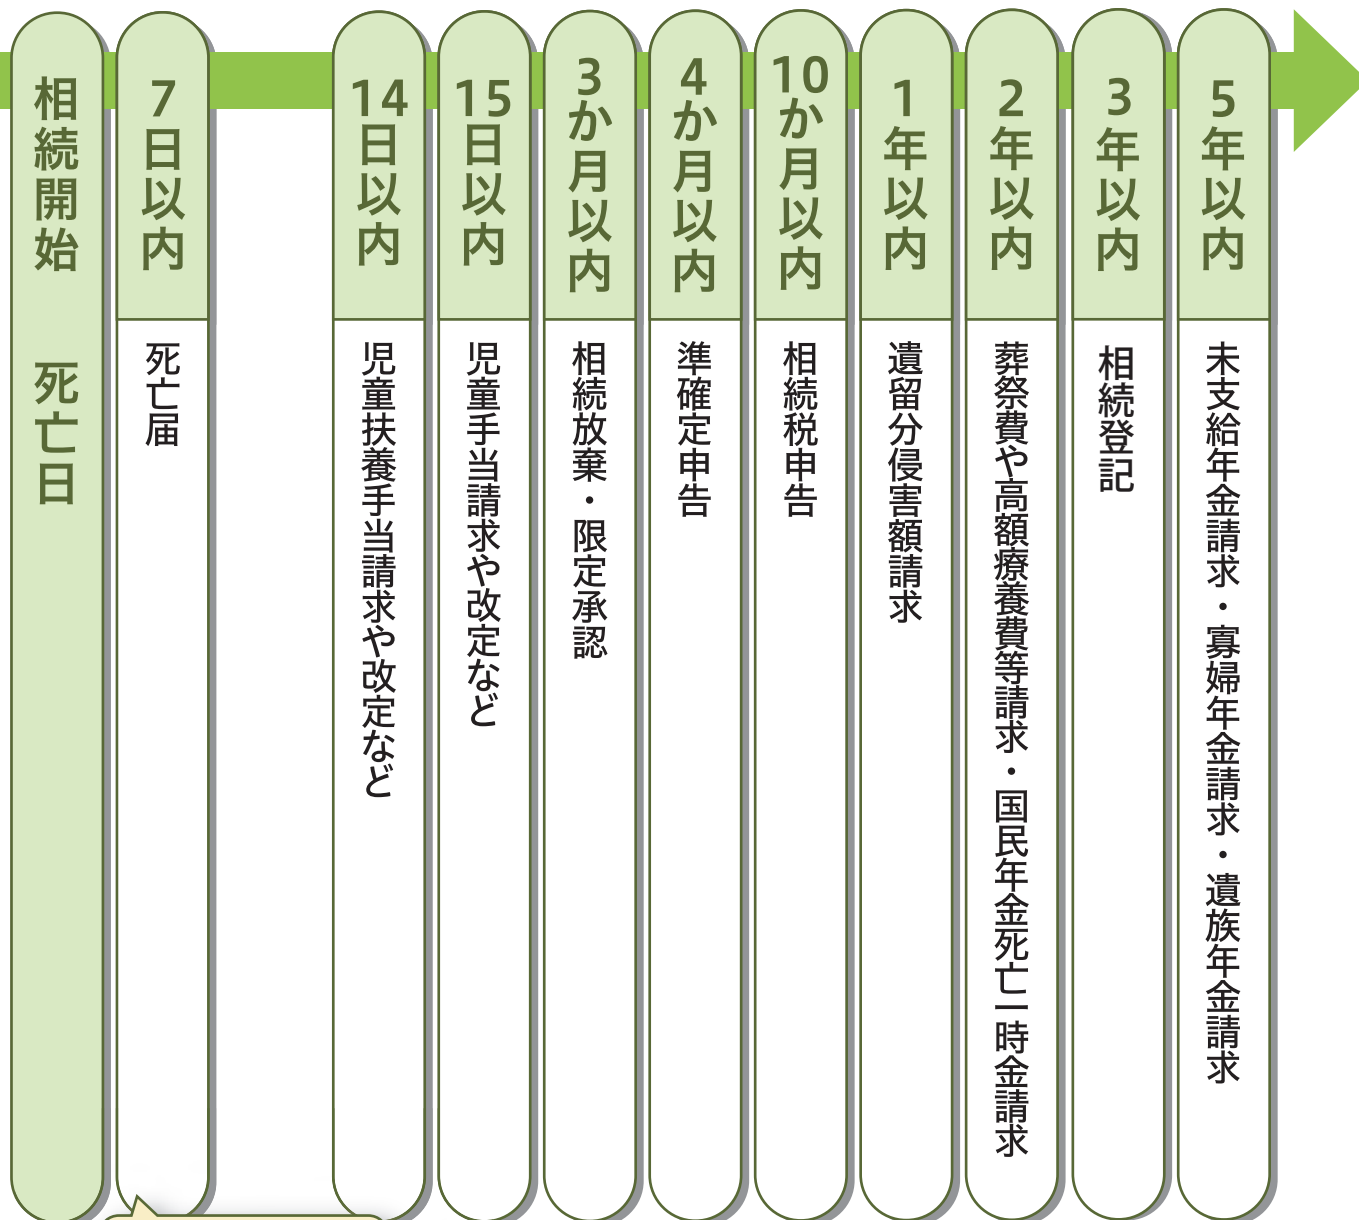 相続開始 死亡日
7日以内
死亡届
14日以内
児童扶養手当請求や改定など
15日以内
児童手当請求や改定など
3か月以内
相続放棄・限定承認
4か月以内
準確定申告
10か月以内
相続税申告
1年以内
遺留分侵害額請求
2年以内
葬祭費や高額療養費等請求・国民年金死亡一時金請求
3年以内
相続登記
5年以内
未支給年金請求・寡婦年金請求・遺族年金請求